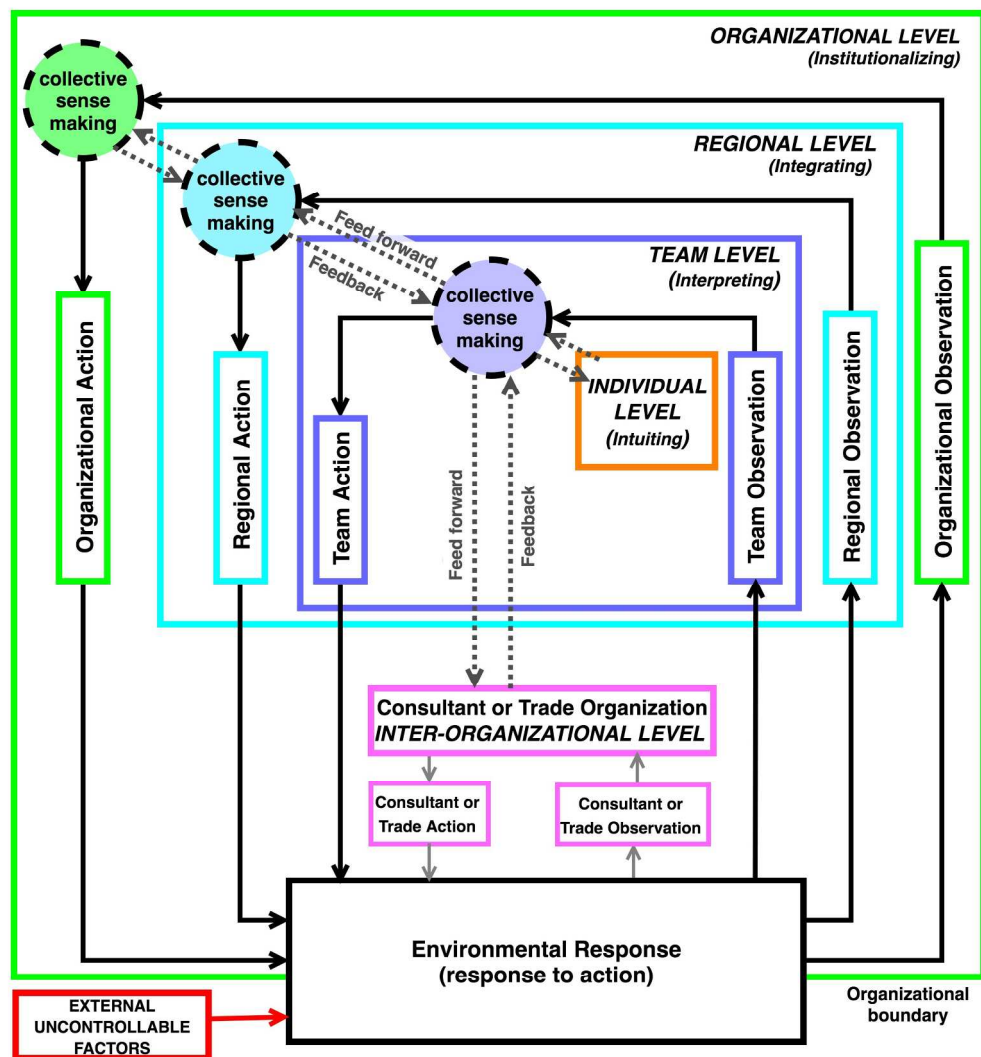 ORGANIZATIONAL LEVEL
(Institutionalizing)
collective
sense
making
REGIONAL LEVEL
(Integrating)
collective
sense
making
Feed forward
Feedback
TEAM LEVEL
(Interpreting)
collective
sense
making
INDIVIDUAL
LEVEL
(Intuiting)
Organizational Action
Regional Action
Team Action
Feed forward
Feedback
Team Observation
Regional Observation
Organizational Observation
Consultant or Trade Organization
INTER-ORGANIZATIONAL LEVEL
Consultant or
Trade Action
Consultant or
Trade Observation
Environmental Response
(response to action)
Organizational
boundary
EXTERNAL
UNCONTROLLABLE
FACTORS